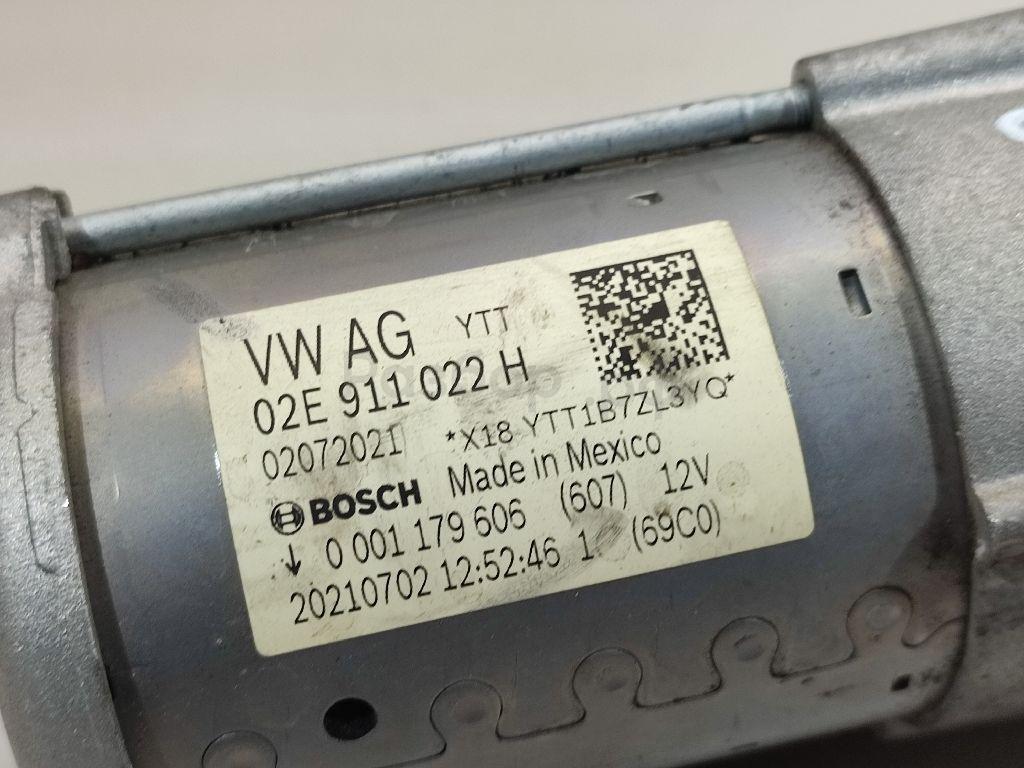 VW AG YTT
02E 911 022 H
02072021 *X18 YTT1B7ZL3YQ*
BOSCH Made in Mexico
0 001 179 606 (607) 12V
20210702 12:52:46 1 (69C0)